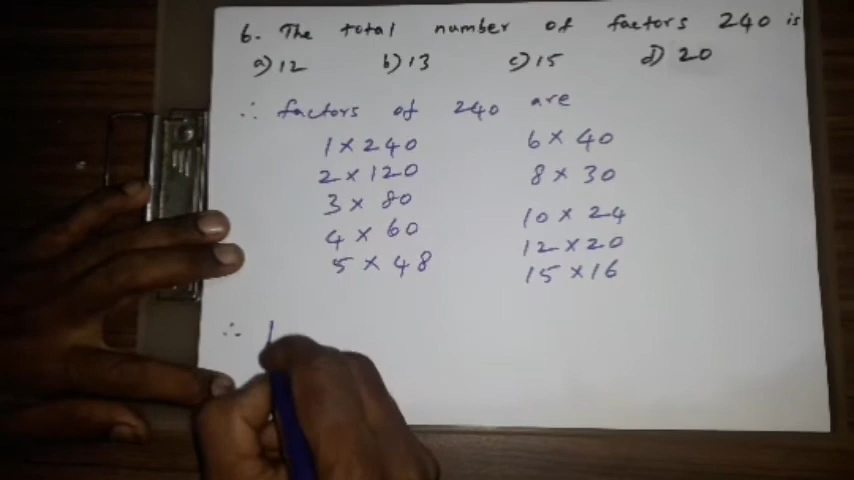 6. The total number of factors 240 is
a) 12 b) 13 c) 15 d) 20
∴ factors of 240 are
1 × 240
2 × 120
3 × 80
4 × 60
5 × 48
6 × 40
8 × 30
10 × 24
12 × 20
15 × 16
∴